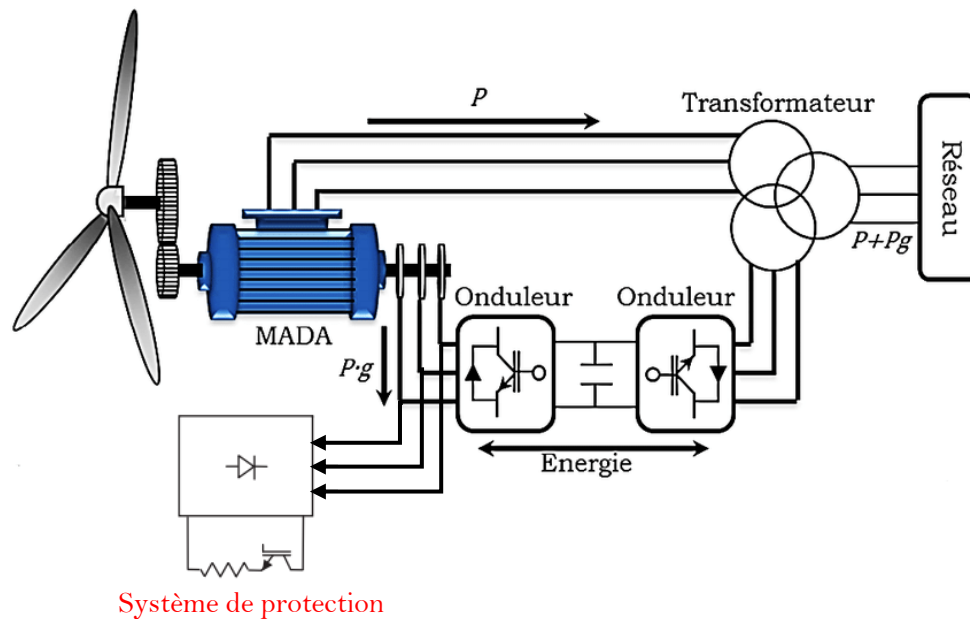 P
Transformateur
Réseau
P+Pg
MADA
Onduleur
Onduleur
P·g
Energie
Système de protection